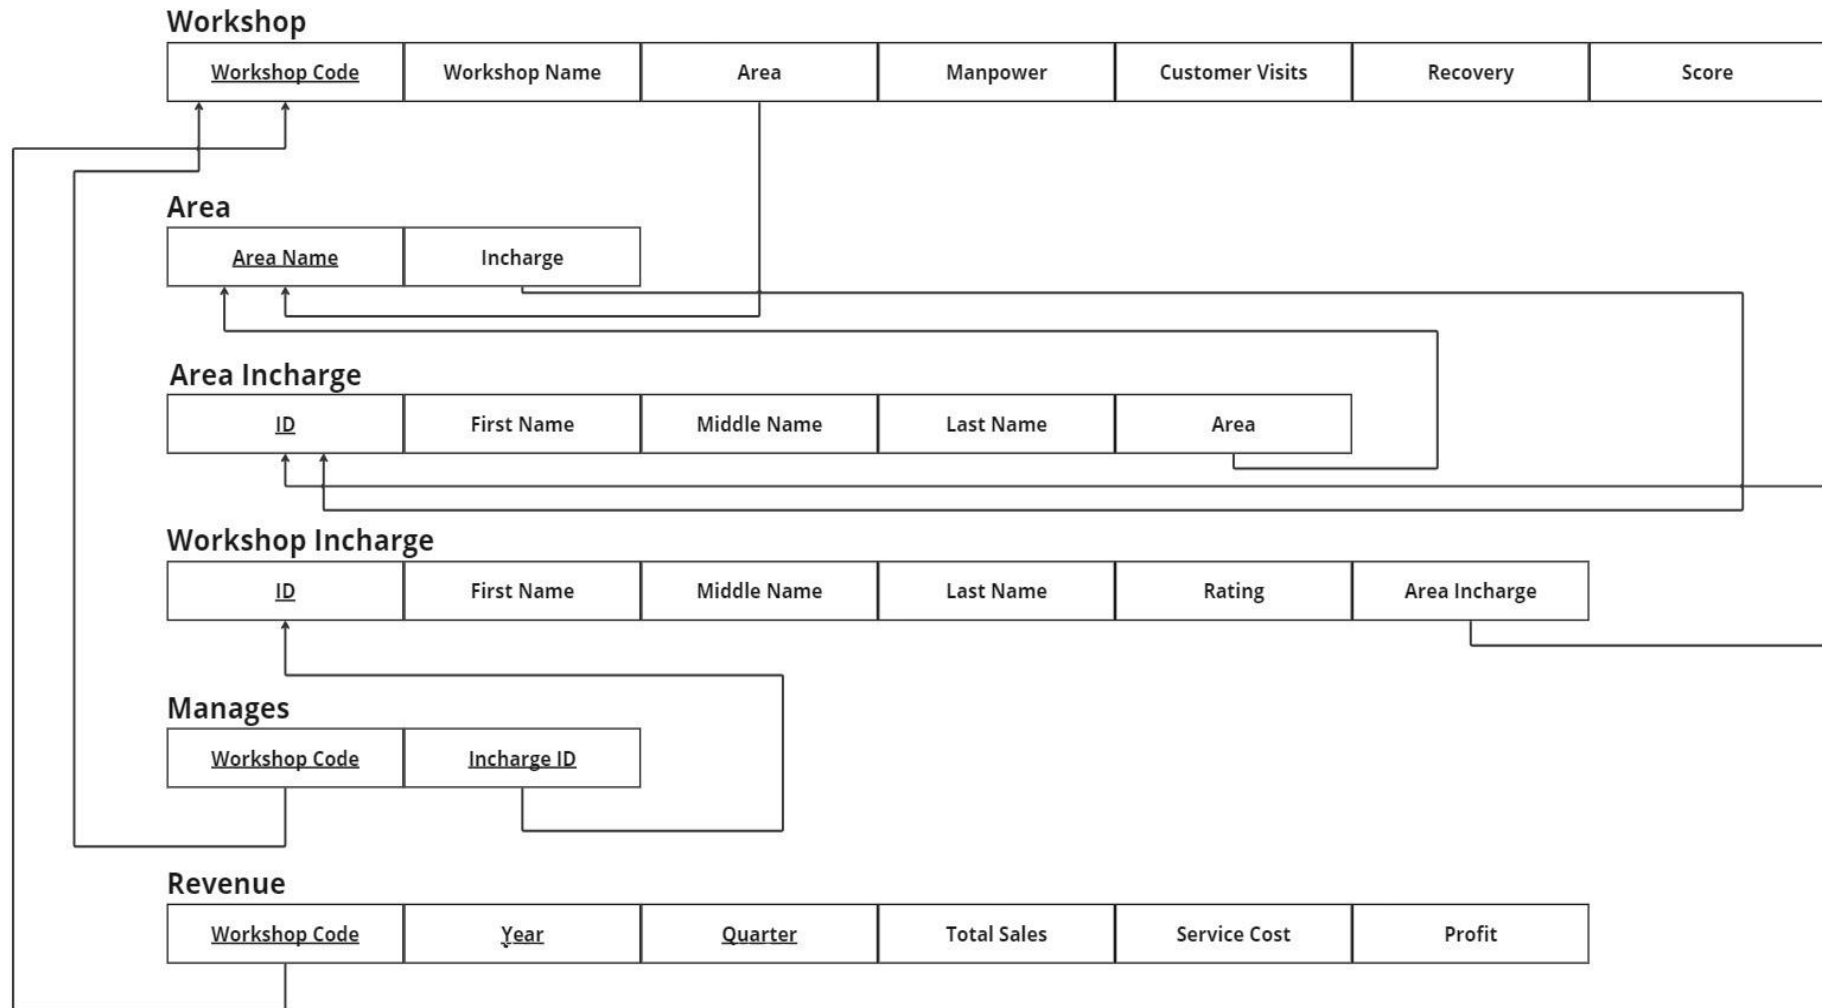 Workshop
Workshop Code Workshop Name Area Manpower Customer Visits Recovery Score
Area
Area Name Incharge
Area Incharge
ID First Name Middle Name Last Name Area
Workshop Incharge
ID First Name Middle Name Last Name Rating Area Incharge
Manages
Workshop Code Incharge ID
Revenue
Workshop Code Year Quarter Total Sales Service Cost Profit